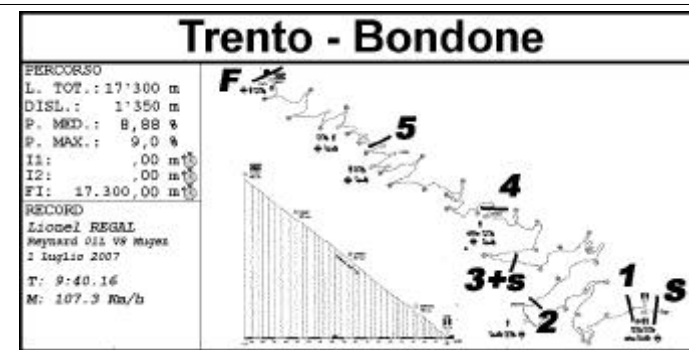 Trento - Bondone
PERCORSO
L. TOT.:17'300 m
DISL.: 1'350 m
P. MED.: 8,88 %
P. MAX.: 9,0 %
I1: ,00 m
I2: ,00 m
FI: 17.300,00 m
RECORD
Lionel REGAL
Reynard 01L V8 Mugen
1 Luglio 2007
T: 9:40.16
M: 107.3 Km/h
F
5
4
3+s
2
1
S